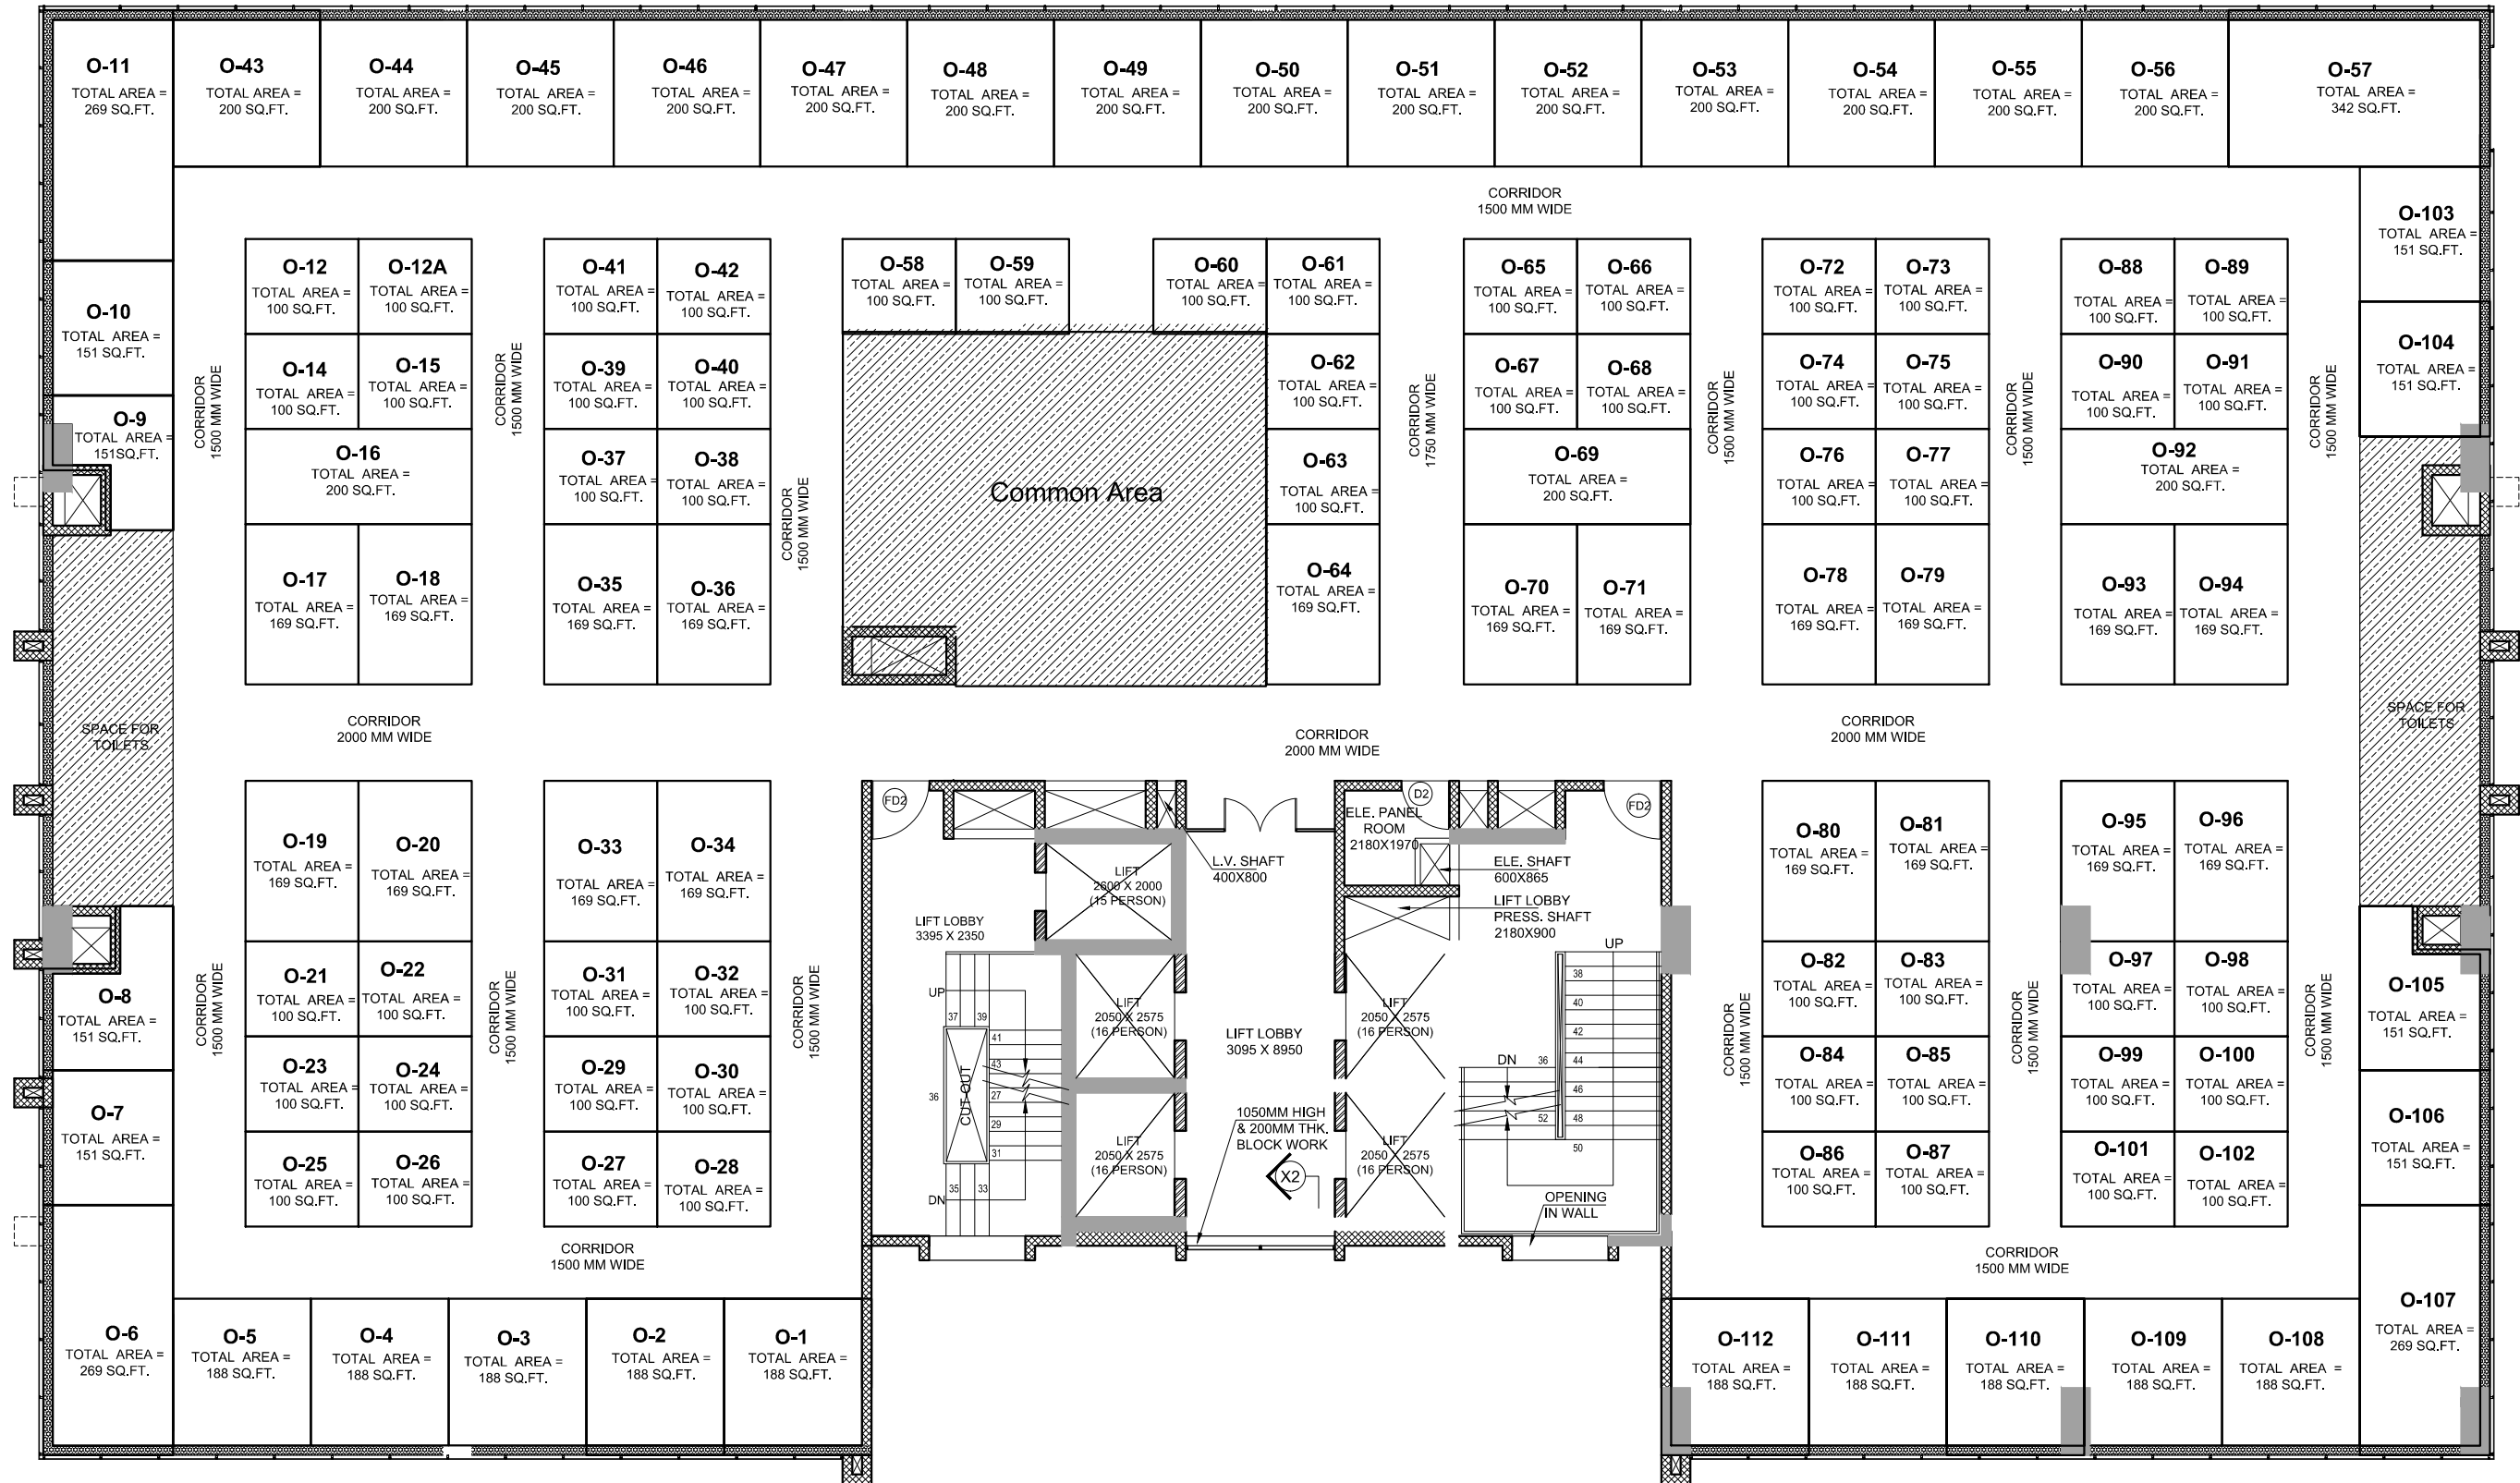 O-11
TOTAL AREA =
269 SQ.FT.
O-43
TOTAL AREA =
200 SQ.FT.
O-44
TOTAL AREA =
200 SQ.FT.
O-45
TOTAL AREA =
200 SQ.FT.
O-46
TOTAL AREA =
200 SQ.FT.
O-47
TOTAL AREA =
200 SQ.FT.
O-48
TOTAL AREA =
200 SQ.FT.
O-49
TOTAL AREA =
200 SQ.FT.
O-50
TOTAL AREA =
200 SQ.FT.
O-51
TOTAL AREA =
200 SQ.FT.
O-52
TOTAL AREA =
200 SQ.FT.
O-53
TOTAL AREA =
200 SQ.FT.
O-54
TOTAL AREA =
200 SQ.FT.
O-55
TOTAL AREA =
200 SQ.FT.
O-56
TOTAL AREA =
200 SQ.FT.
O-57
TOTAL AREA =
342 SQ.FT.
CORRIDOR
1500 MM WIDE
O-103
TOTAL AREA =
151 SQ.FT.
O-10
TOTAL AREA =
151 SQ.FT.
O-12
TOTAL AREA =
100 SQ.FT.
O-12A
TOTAL AREA =
100 SQ.FT.
O-41
TOTAL AREA =
100 SQ.FT.
O-42
TOTAL AREA =
100 SQ.FT.
O-58
TOTAL AREA =
100 SQ.FT.
O-59
TOTAL AREA =
100 SQ.FT.
O-60
TOTAL AREA =
100 SQ.FT.
O-61
TOTAL AREA =
100 SQ.FT.
O-65
TOTAL AREA =
100 SQ.FT.
O-66
TOTAL AREA =
100 SQ.FT.
O-72
TOTAL AREA =
100 SQ.FT.
O-73
TOTAL AREA =
100 SQ.FT.
O-88
TOTAL AREA =
100 SQ.FT.
O-89
TOTAL AREA =
100 SQ.FT.
O-104
TOTAL AREA =
151 SQ.FT.
O-9
TOTAL AREA =
151SQ.FT.
CORRIDOR
1500 MM WIDE
O-14
TOTAL AREA =
100 SQ.FT.
O-15
TOTAL AREA =
100 SQ.FT.
CORRIDOR
1500 MM WIDE
O-39
TOTAL AREA =
100 SQ.FT.
O-40
TOTAL AREA =
100 SQ.FT.
O-62
TOTAL AREA =
100 SQ.FT.
CORRIDOR
1750 MM WIDE
O-67
TOTAL AREA =
100 SQ.FT.
O-68
TOTAL AREA =
100 SQ.FT.
CORRIDOR
1500 MM WIDE
O-74
TOTAL AREA =
100 SQ.FT.
O-75
TOTAL AREA =
100 SQ.FT.
CORRIDOR
1500 MM WIDE
O-90
TOTAL AREA =
100 SQ.FT.
O-91
TOTAL AREA =
100 SQ.FT.
CORRIDOR
1500 MM WIDE
O-16
TOTAL AREA =
200 SQ.FT.
O-37
TOTAL AREA =
100 SQ.FT.
O-38
TOTAL AREA =
100 SQ.FT.
CORRIDOR
1500 MM WIDE
Common Area
O-63
TOTAL AREA =
100 SQ.FT.
O-69
TOTAL AREA =
200 SQ.FT.
O-76
TOTAL AREA =
100 SQ.FT.
O-77
TOTAL AREA =
100 SQ.FT.
O-92
TOTAL AREA =
200 SQ.FT.
O-17
TOTAL AREA =
169 SQ.FT.
O-18
TOTAL AREA =
169 SQ.FT.
O-35
TOTAL AREA =
169 SQ.FT.
O-36
TOTAL AREA =
169 SQ.FT.
O-64
TOTAL AREA =
169 SQ.FT.
O-70
TOTAL AREA =
169 SQ.FT.
O-71
TOTAL AREA =
169 SQ.FT.
O-78
TOTAL AREA =
169 SQ.FT.
O-79
TOTAL AREA =
169 SQ.FT.
O-93
TOTAL AREA =
169 SQ.FT.
O-94
TOTAL AREA =
169 SQ.FT.
SPACE FOR
TOILETS
CORRIDOR
2000 MM WIDE
CORRIDOR
2000 MM WIDE
CORRIDOR
2000 MM WIDE
SPACE FOR
TOILETS
O-19
TOTAL AREA =
169 SQ.FT.
O-20
TOTAL AREA =
169 SQ.FT.
O-33
TOTAL AREA =
169 SQ.FT.
O-34
TOTAL AREA =
169 SQ.FT.
FD2
D2
FD2
ELE. PANEL
ROOM
2180X1970
LIFT
2600 X 2000
(15 PERSON)
L.V. SHAFT
400X800
ELE. SHAFT
600X865
LIFT LOBBY
PRESS. SHAFT
2180X900
LIFT LOBBY
3395 X 2350
O-80
TOTAL AREA =
169 SQ.FT.
O-81
TOTAL AREA =
169 SQ.FT.
O-95
TOTAL AREA =
169 SQ.FT.
O-96
TOTAL AREA =
169 SQ.FT.
O-8
TOTAL AREA =
151 SQ.FT.
CORRIDOR
1500 MM WIDE
O-21
TOTAL AREA =
100 SQ.FT.
O-22
TOTAL AREA =
100 SQ.FT.
CORRIDOR
1500 MM WIDE
O-31
TOTAL AREA =
100 SQ.FT.
O-32
TOTAL AREA =
100 SQ.FT.
CORRIDOR
1500 MM WIDE
UP
37
39
41
43
36
27
29
31
CUT-OUT
DN
35
33
LIFT
2050 X 2575
(16 PERSON)
LIFT LOBBY
3095 X 8950
LIFT
2050 X 2575
(16 PERSON)
UP
38
40
42
DN
36
44
46
52
48
50
CORRIDOR
1500 MM WIDE
O-82
TOTAL AREA =
100 SQ.FT.
O-83
TOTAL AREA =
100 SQ.FT.
CORRIDOR
1500 MM WIDE
O-97
TOTAL AREA =
100 SQ.FT.
O-98
TOTAL AREA =
100 SQ.FT.
CORRIDOR
1500 MM WIDE
O-105
TOTAL AREA =
151 SQ.FT.
O-7
TOTAL AREA =
151 SQ.FT.
O-23
TOTAL AREA =
100 SQ.FT.
O-24
TOTAL AREA =
100 SQ.FT.
O-29
TOTAL AREA =
100 SQ.FT.
O-30
TOTAL AREA =
100 SQ.FT.
O-84
TOTAL AREA =
100 SQ.FT.
O-85
TOTAL AREA =
100 SQ.FT.
O-99
TOTAL AREA =
100 SQ.FT.
O-100
TOTAL AREA =
100 SQ.FT.
O-106
TOTAL AREA =
151 SQ.FT.
O-25
TOTAL AREA =
100 SQ.FT.
O-26
TOTAL AREA =
100 SQ.FT.
O-27
TOTAL AREA =
100 SQ.FT.
O-28
TOTAL AREA =
100 SQ.FT.
LIFT
2050 X 2575
(16 PERSON)
1050MM HIGH
& 200MM THK.
BLOCK WORK
X2
LIFT
2050 X 2575
(16 PERSON)
OPENING
IN WALL
O-86
TOTAL AREA =
100 SQ.FT.
O-87
TOTAL AREA =
100 SQ.FT.
O-101
TOTAL AREA =
100 SQ.FT.
O-102
TOTAL AREA =
100 SQ.FT.
CORRIDOR
1500 MM WIDE
CORRIDOR
1500 MM WIDE
O-6
TOTAL AREA =
269 SQ.FT.
O-5
TOTAL AREA =
188 SQ.FT.
O-4
TOTAL AREA =
188 SQ.FT.
O-3
TOTAL AREA =
188 SQ.FT.
O-2
TOTAL AREA =
188 SQ.FT.
O-1
TOTAL AREA =
188 SQ.FT.
O-112
TOTAL AREA =
188 SQ.FT.
O-111
TOTAL AREA =
188 SQ.FT.
O-110
TOTAL AREA =
188 SQ.FT.
O-109
TOTAL AREA =
188 SQ.FT.
O-108
TOTAL AREA =
188 SQ.FT.
O-107
TOTAL AREA =
269 SQ.FT.